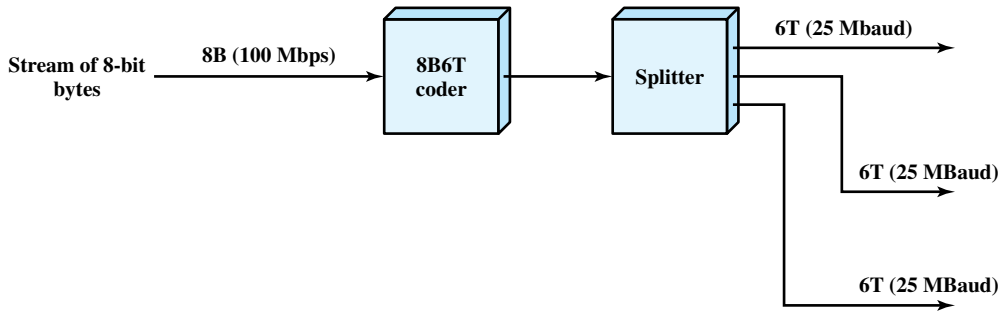 Stream of 8-bit
bytes
8B (100 Mbps)
8B6T
coder
Splitter
6T (25 Mbaud)
6T (25 MBaud)
6T (25 MBaud)